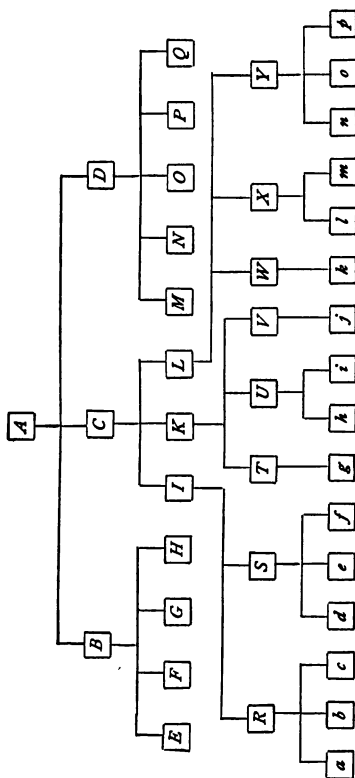 A
B C D
E F G H I K L M N O P Q
R S T U V W X Y
a b c d e f g h i j k l m n o p